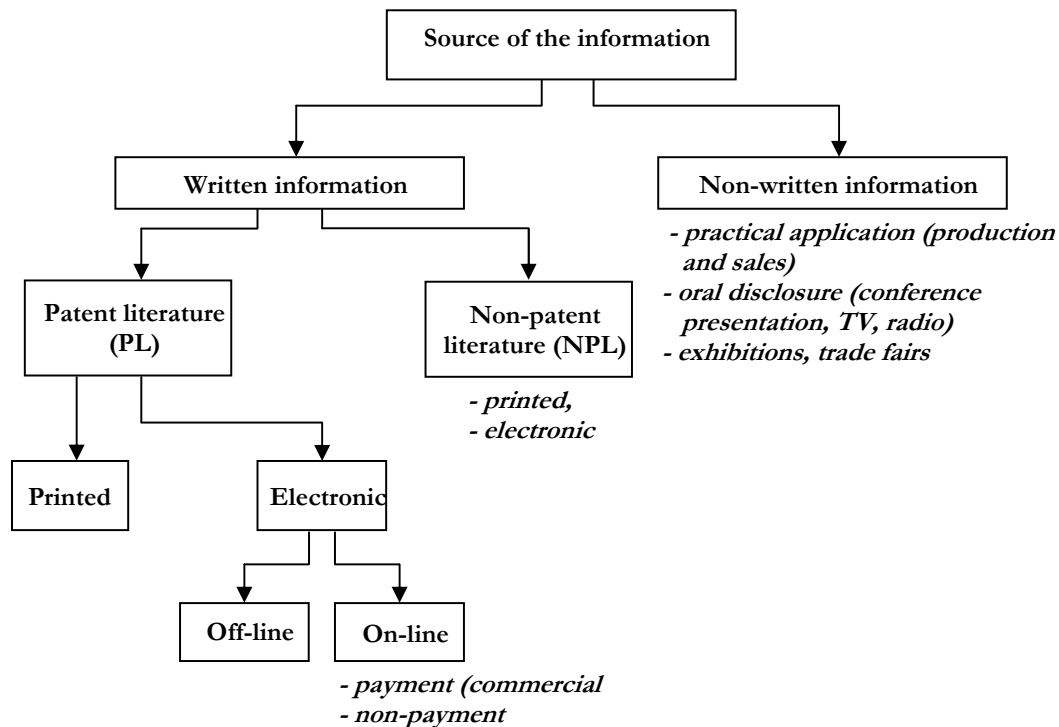 Source of the information
Written information
Non-written information
- practical application (production
and sales)
- oral disclosure (conference
presentation, TV, radio)
- exhibitions, trade fairs
Patent literature
(PL)
Non-patent
literature (NPL)
- printed,
- electronic
Printed
Electronic
Off-line
On-line
- payment (commercial
- non-payment